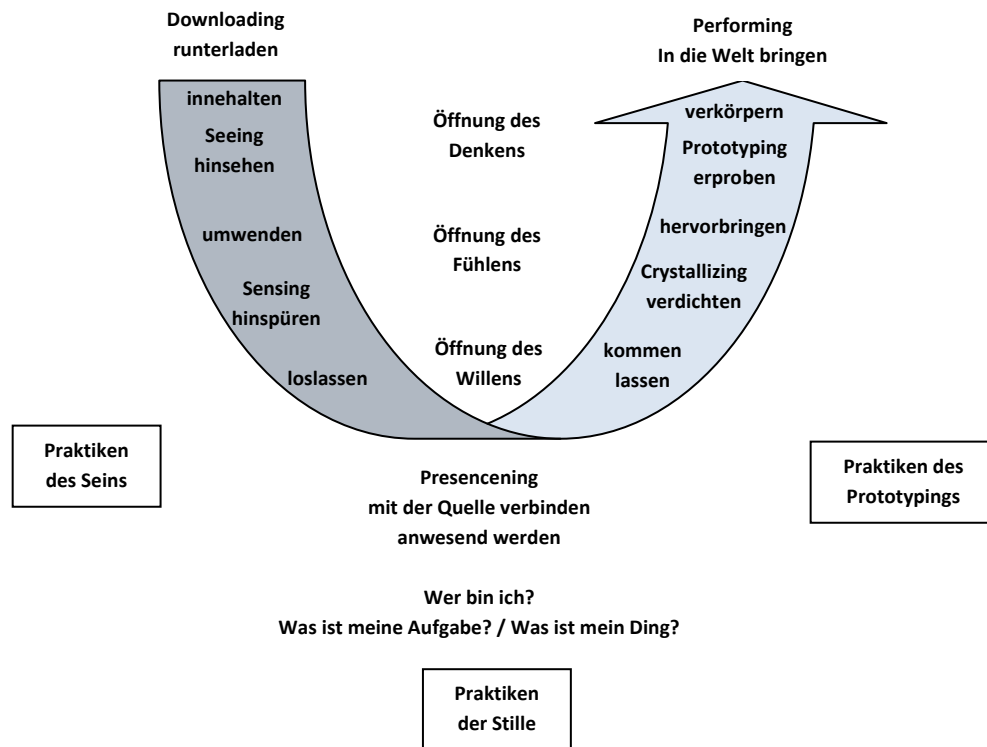 Downloading
runterladen
innehalten
Seeing
hinsehen
umwenden
Sensing
hinspüren
loslassen
Öffnung des
Denkens
Öffnung des
Fühlens
Öffnung des
Willens
Performing
In die Welt bringen
verkörpern
Prototyping
erproben
hervorbringen
Crystallizing
verdichten
kommen
lassen
Praktiken
des Seins
Presencening
mit der Quelle verbinden
anwesend werden
Praktiken des
Prototypings
Wer bin ich?
Was ist meine Aufgabe? / Was ist mein Ding?
Praktiken
der Stille